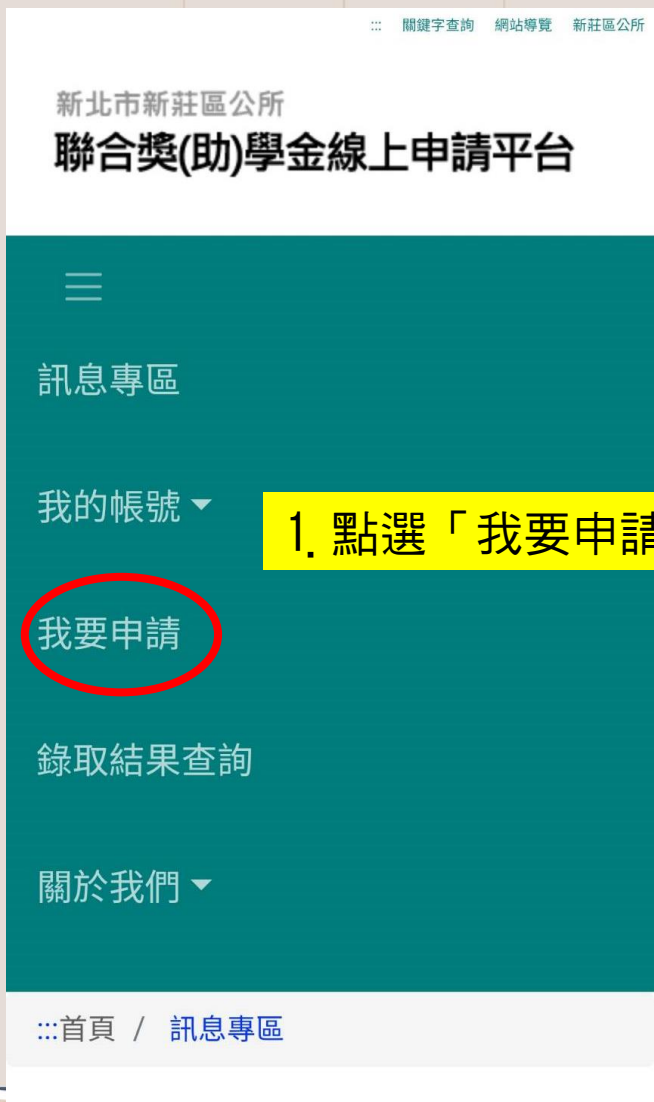 ::: 關鍵字查詢 網站導覽 新莊區公所
新北市新莊區公所
聯合獎(助)學金線上申請平台
訊息專區
我的帳號
1. 點選「我要申請
我要申請
錄取結果查詢
關於我們
:::首頁 / 訊息專區